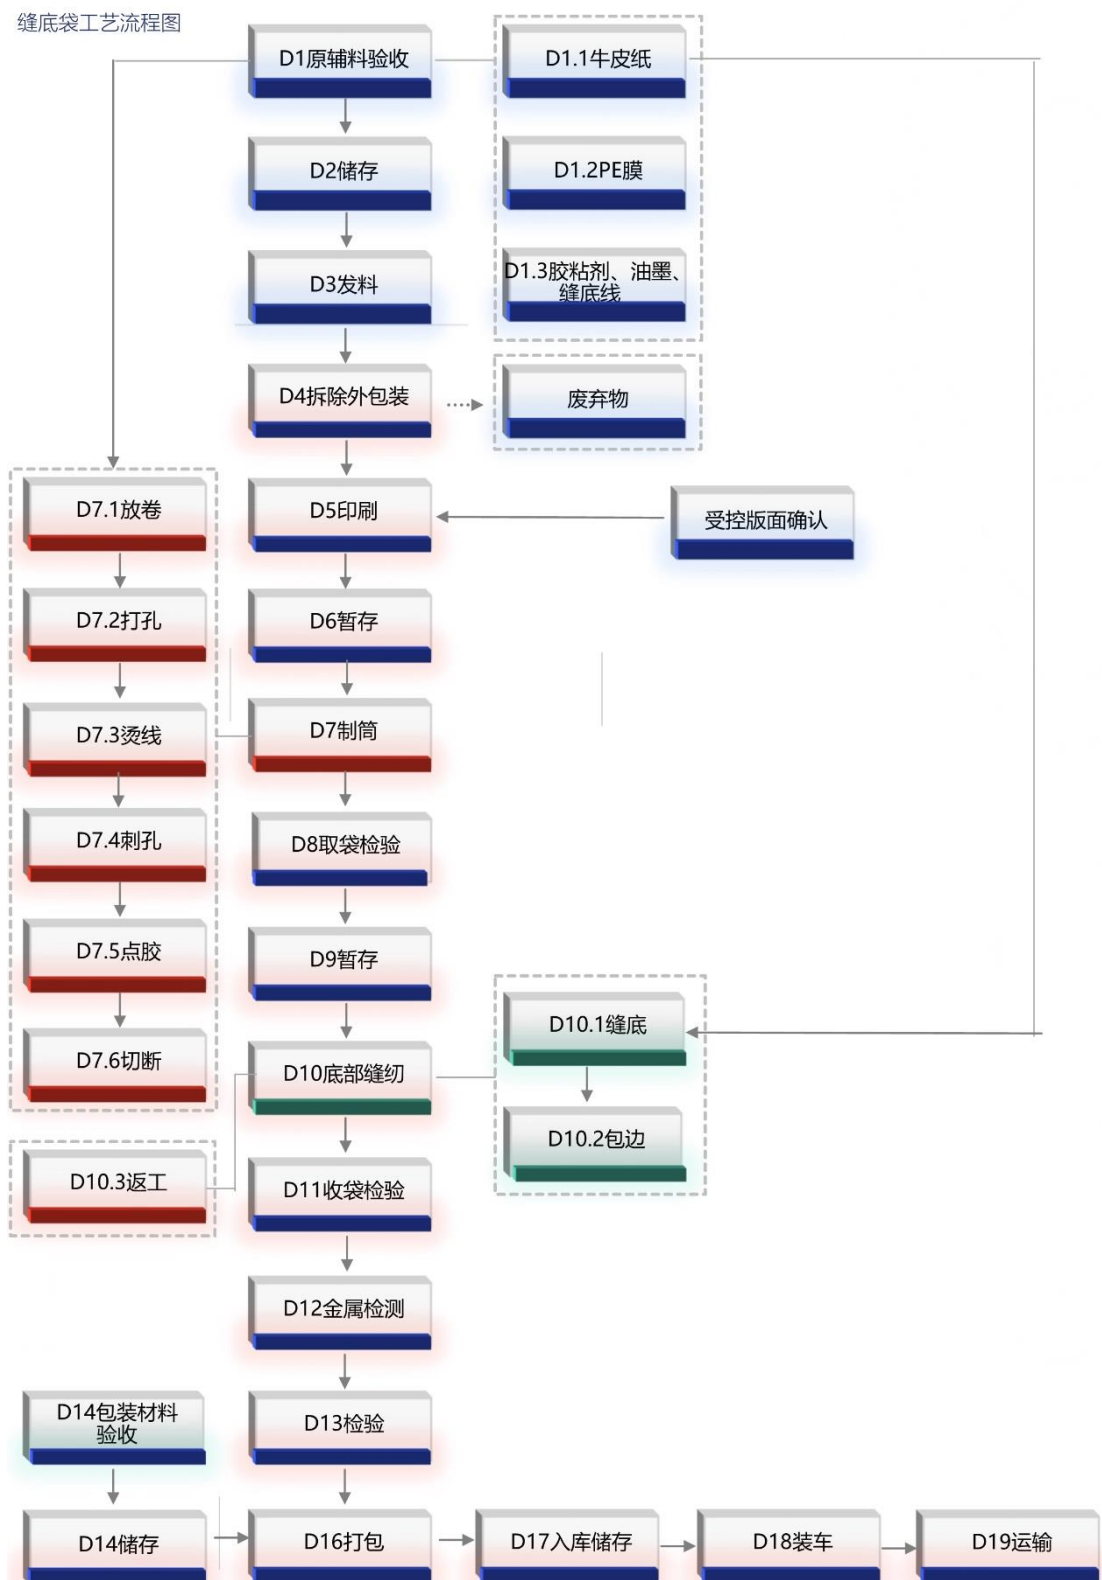 缝底袋工艺流程图
D1原辅料验收
D1.1牛皮纸
D2储存
D1.2PE膜
D3发料
D1.3胶粘剂、油墨、
缝底线
D4拆除外包装
废弃物
D7.1放卷
D5印刷
受控版面确认
D7.2打孔
D6暂存
D7.3烫线
D7制筒
D7.4刺孔
D8取袋检验
D7.5点胶
D9暂存
D10.1缝底
D7.6切断
D10底部缝纫
D10.2包边
D10.3返工
D11收袋检验
D12金属检测
D14包装材料
验收
D13检验
D14储存
D16打包
D17入库储存
D18装车
D19运输